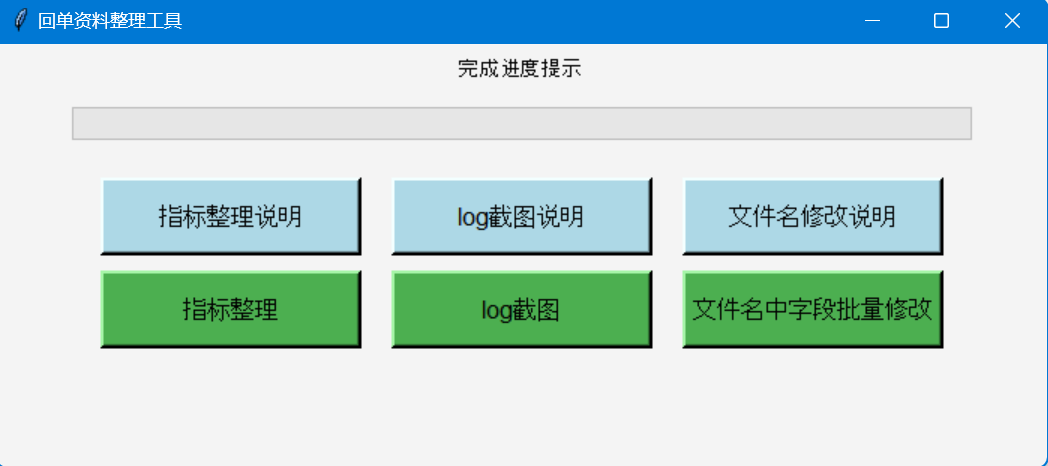 回单资料整理工具
完成进度提示
指标整理说明
log截图说明
文件名修改说明
指标整理
log截图
文件名中字段批量修改